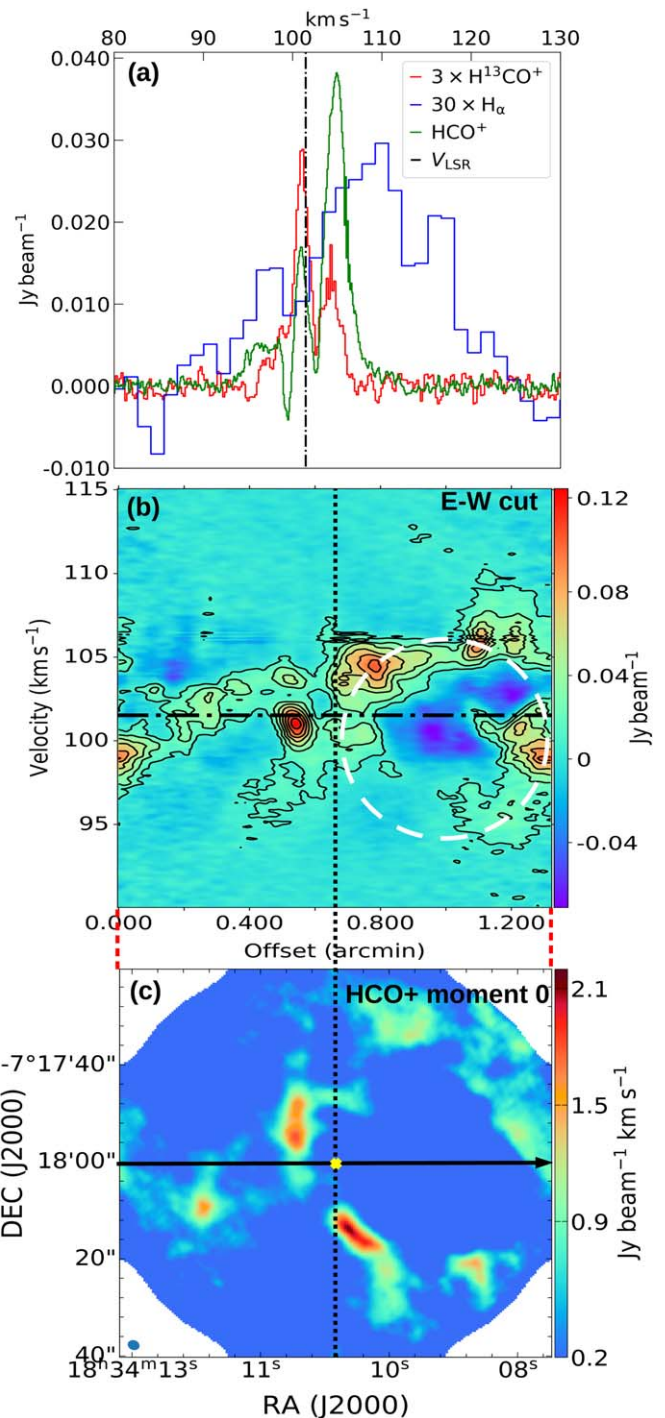 km s⁻¹
80 90 100 110 120 130
(a)
0.040
0.030
0.020
0.010
0.000
-0.010
Jy beam⁻¹
3 × H¹³CO⁺
30 × Hα
HCO⁺
V_LSR
(b)
E-W cut
115
110
105
100
95
Velocity (km s⁻¹)
0.12
0.08
0.04
0
-0.04
Jy beam⁻¹
0.000 0.400 0.800 1.200
Offset (arcmin)
(c)
HCO+ moment 0
-7°17'40"
18'00"
20"
40"
DEC (J2000)
2.1
1.5
0.9
0.2
Jy beam⁻¹ km s⁻¹
18ʰ34ᵐ13ˢ 11ˢ 10ˢ 08ˢ
RA (J2000)